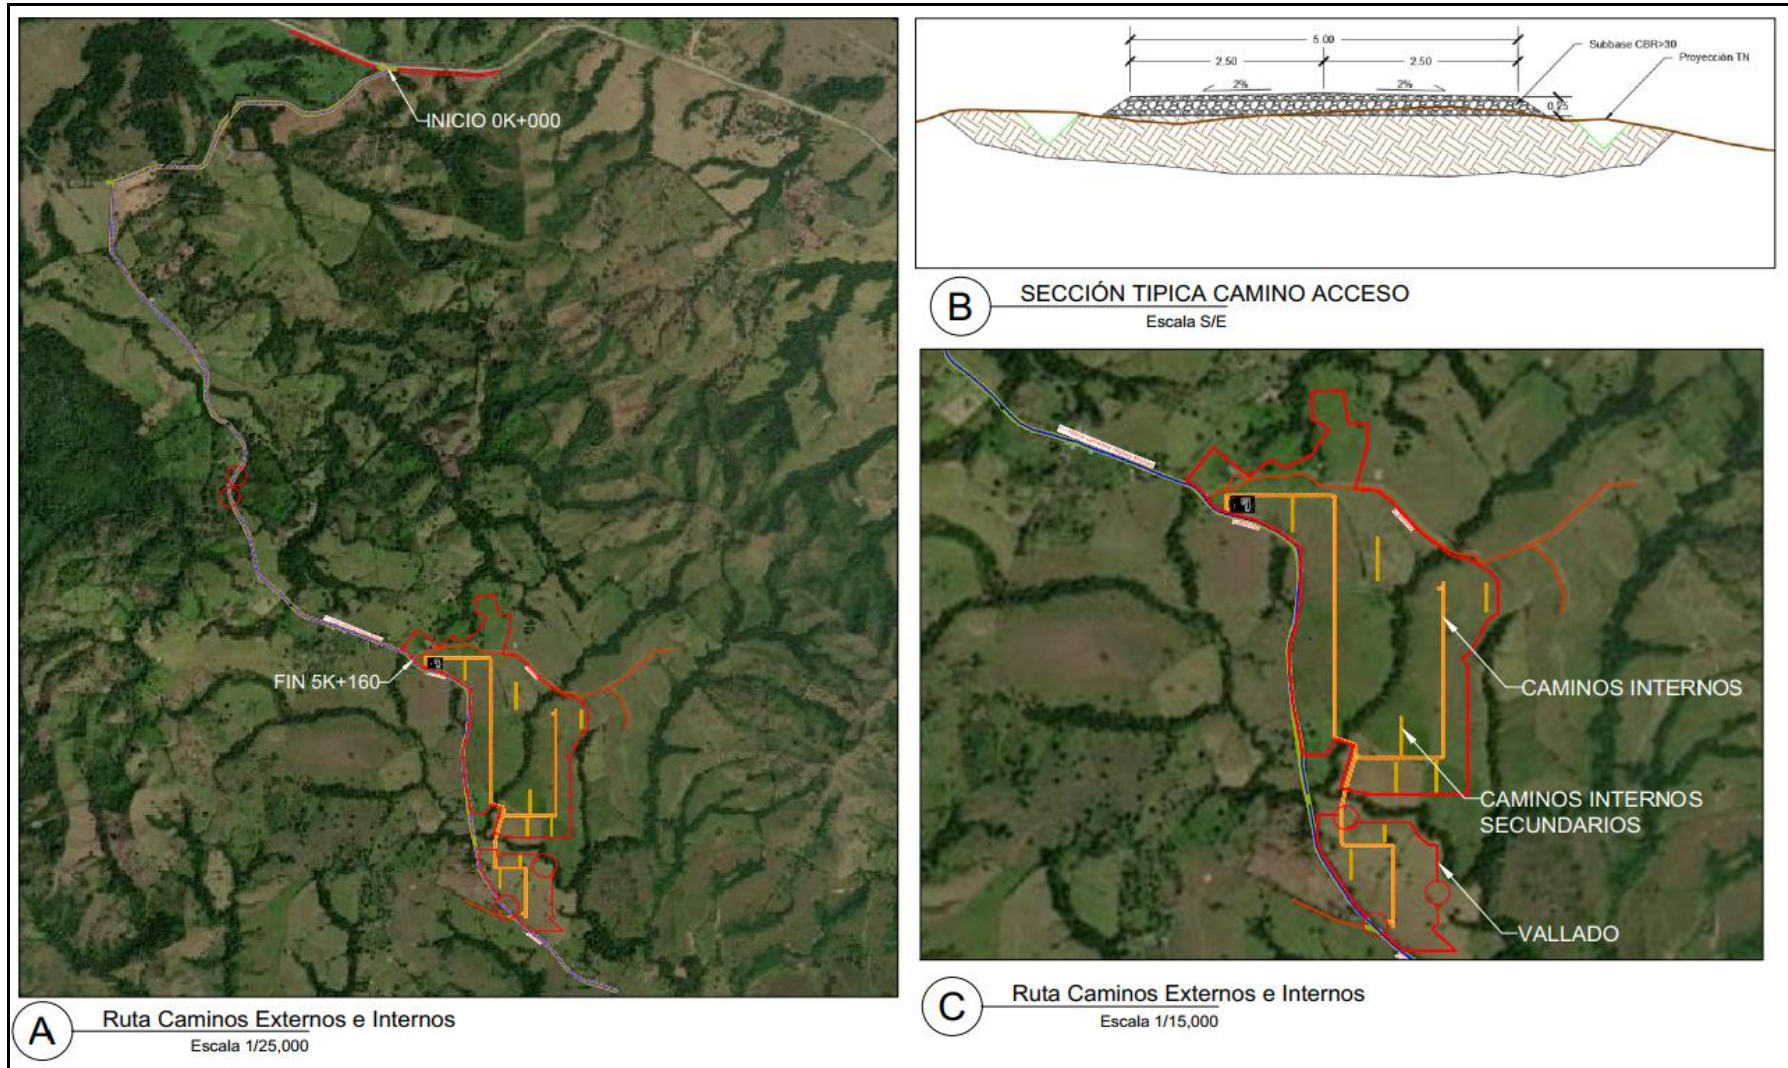 INICIO 0K+000
FIN 5K+160
A
Ruta Caminos Externos e Internos
Escala 1/25,000
5.00
2.50
2.50
2%
2%
0.25
Subbase CBR>30
Proyección TN
B
SECCIÓN TIPICA CAMINO ACCESO
Escala S/E
CAMINOS INTERNOS
CAMINOS INTERNOS
SECUNDARIOS
VALLADO
C
Ruta Caminos Externos e Internos
Escala 1/15,000